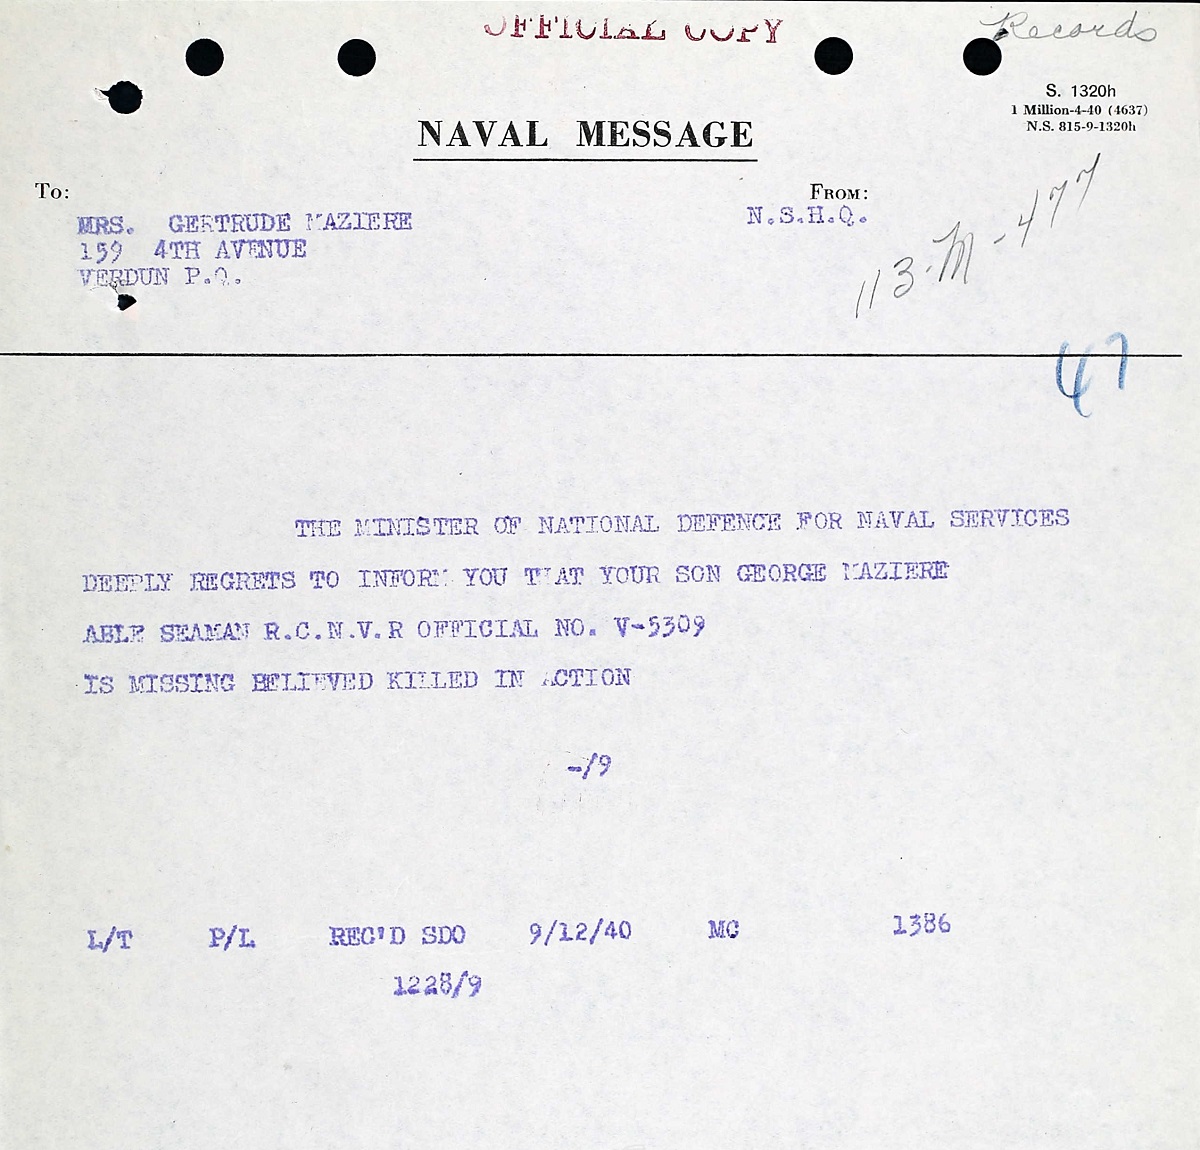 OFFICIAL COPY
Records
S. 1320h
1 Million-4-40 (4637)
N.S. 815-9-1320h
NAVAL MESSAGE
To:
FROM:
MRS. GERTRUDE MAZIERE
N.S.H.Q.
159 4TH AVENUE
VERDUN P.Q.
113-M-477
47
THE MINISTER OF NATIONAL DEFENCE FOR NAVAL SERVICES
DEEPLY REGRETS TO INFORM YOU THAT YOUR SON GEORGE MAZIERE
ABLE SEAMAN R.C.N.V.R OFFICIAL NO. V-5309
IS MISSING BELIEVED KILLED IN ACTION
-/9
L/T P/L REC'D SDO 9/12/40 MC 1386
1228/9